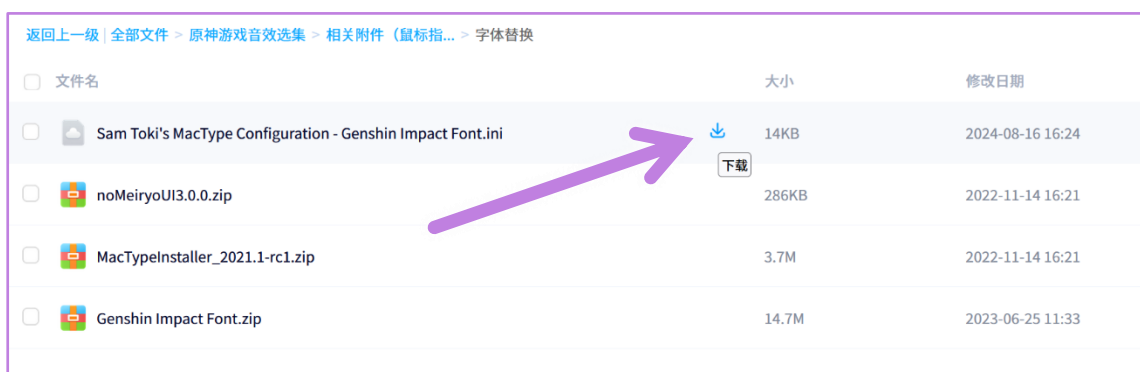 返回上一级 | 全部文件 > 原神游戏音效选集 > 相关附件（鼠标指... > 字体替换
文件名 大小 修改日期
Sam Toki's MacType Configuration - Genshin Impact Font.ini 14KB 2024-08-16 16:24
下载
noMeiryoUI3.0.0.zip 286KB 2022-11-14 16:21
MacTypeInstaller_2021.1-rc1.zip 3.7M 2022-11-14 16:21
Genshin Impact Font.zip 14.7M 2023-06-25 11:33